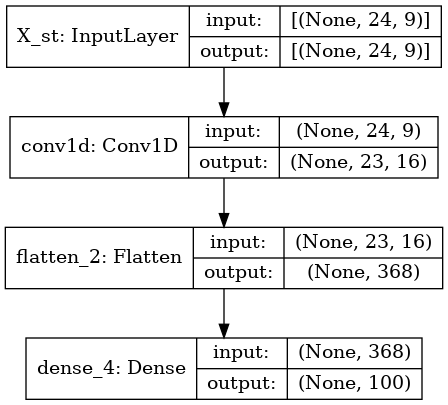 X_st: InputLayer
input: [(None, 24, 9)]
output: [(None, 24, 9)]
conv1d: Conv1D
input: (None, 24, 9)
output: (None, 23, 16)
flatten_2: Flatten
input: (None, 23, 16)
output: (None, 368)
dense_4: Dense
input: (None, 368)
output: (None, 100)